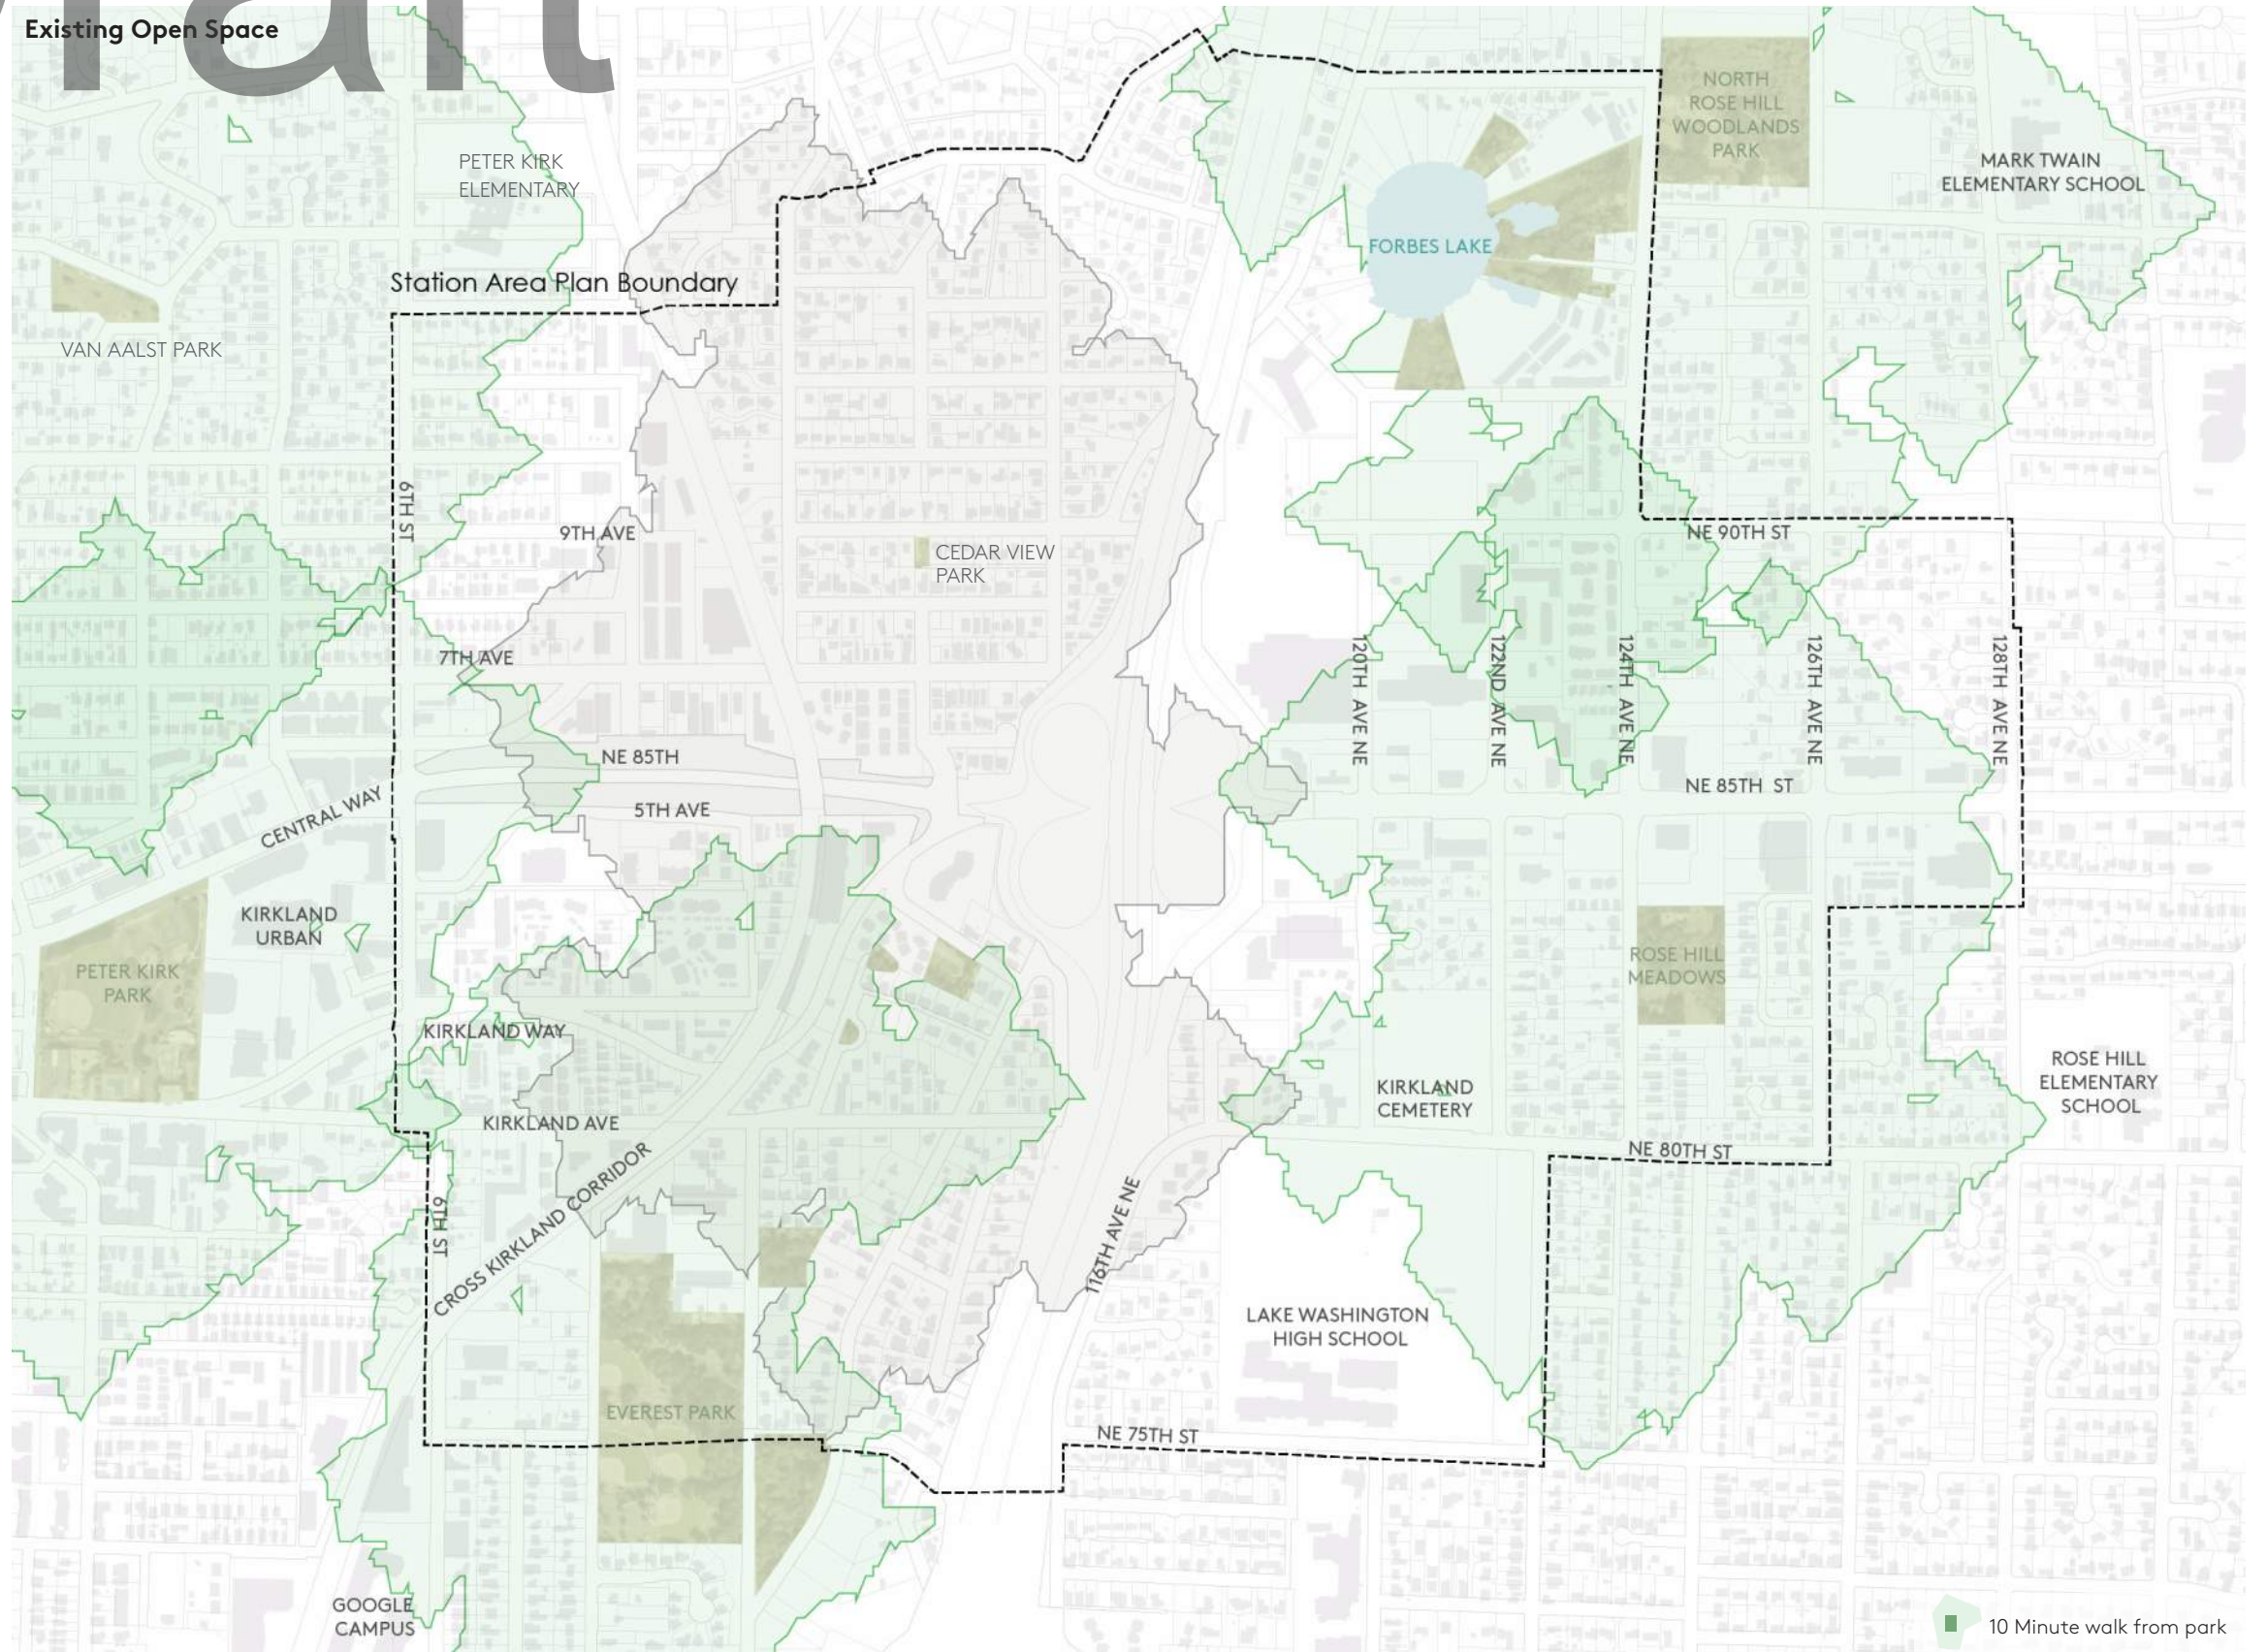 Existing Open Space
PETER KIRK
ELEMENTARY
NORTH
ROSE HILL
WOODLANDS
PARK
MARK TWAIN
ELEMENTARY SCHOOL
FORBES LAKE
Station Area Plan Boundary
VAN AALST PARK
6TH ST
9TH AVE
CEDAR VIEW
PARK
NE 90TH ST
7TH AVE
120TH AVE NE
122ND AVE NE
124TH AVE NE
126TH AVE NE
128TH AVE NE
NE 85TH
NE 85TH ST
5TH AVE
CENTRAL WAY
KIRKLAND
URBAN
PETER KIRK
PARK
ROSE HILL
MEADOWS
KIRKLAND WAY
KIRKLAND
CEMETERY
ROSE HILL
ELEMENTARY
SCHOOL
KIRKLAND AVE
NE 80TH ST
CROSS KIRKLAND CORRIDOR
6TH ST
116TH AVE NE
LAKE WASHINGTON
HIGH SCHOOL
EVEREST PARK
NE 75TH ST
GOOGLE
CAMPUS
10 Minute walk from park